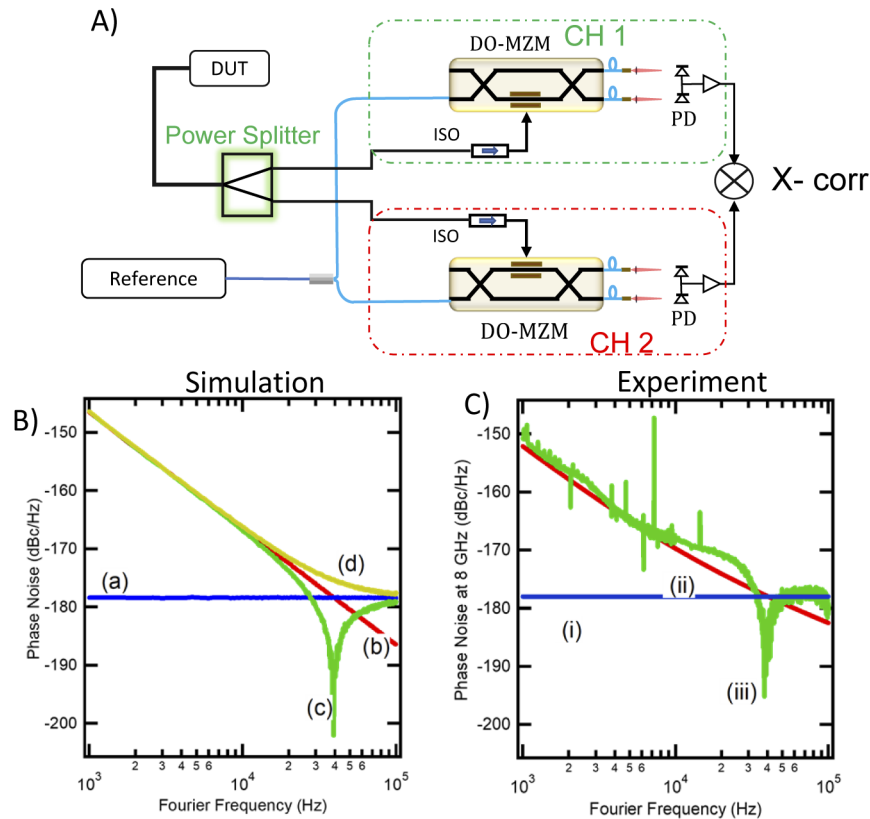 A)
DUT
Power Splitter
Reference
ISO
ISO
DO-MZM
CH 1
PD
X- corr
DO-MZM
CH 2
PD
B)
Simulation
Phase Noise (dBc/Hz)
-150
-160
-170
-180
-190
-200
(a)
(b)
(c)
(d)
10³
2
3
4
5
6
10⁴
2
3
4
5
6
10⁵
Fourier Frequency (Hz)
C)
Experiment
Phase Noise at 8 GHz (dBc/Hz)
-150
-160
-170
-180
-190
-200
(i)
(ii)
(iii)
10³
2
3
4
5
6
10⁴
2
3
4
5
6
10⁵
Fourier Frequency (Hz)